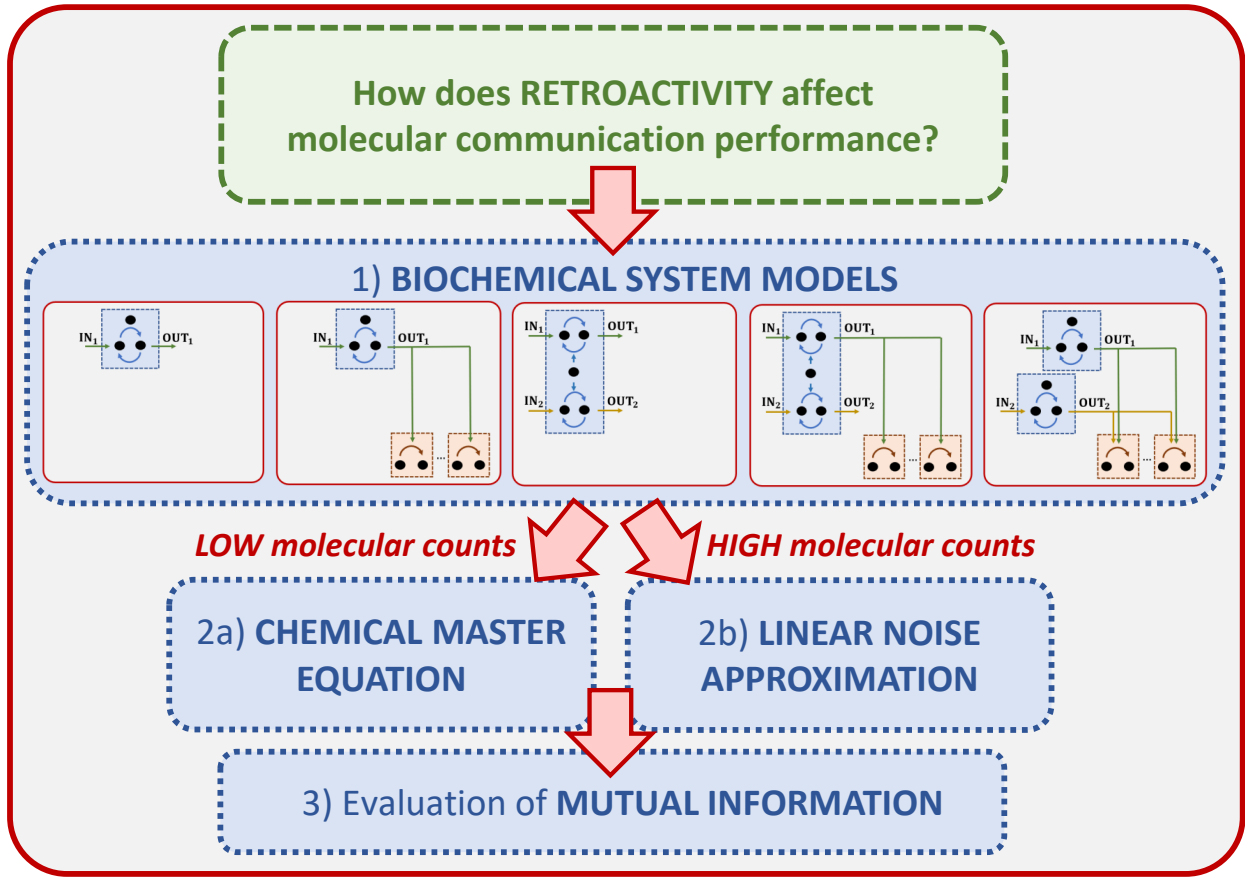 How does RETROACTIVITY affect
molecular communication performance?
1) BIOCHEMICAL SYSTEM MODELS
IN₁ OUT₁
IN₁ OUT₁
...
IN₁ OUT₁
IN₂ OUT₂
IN₁ OUT₁
IN₂ OUT₂
...
IN₁ OUT₁
IN₂ OUT₂
...
LOW molecular counts
HIGH molecular counts
2a) CHEMICAL MASTER
EQUATION
2b) LINEAR NOISE
APPROXIMATION
3) Evaluation of MUTUAL INFORMATION